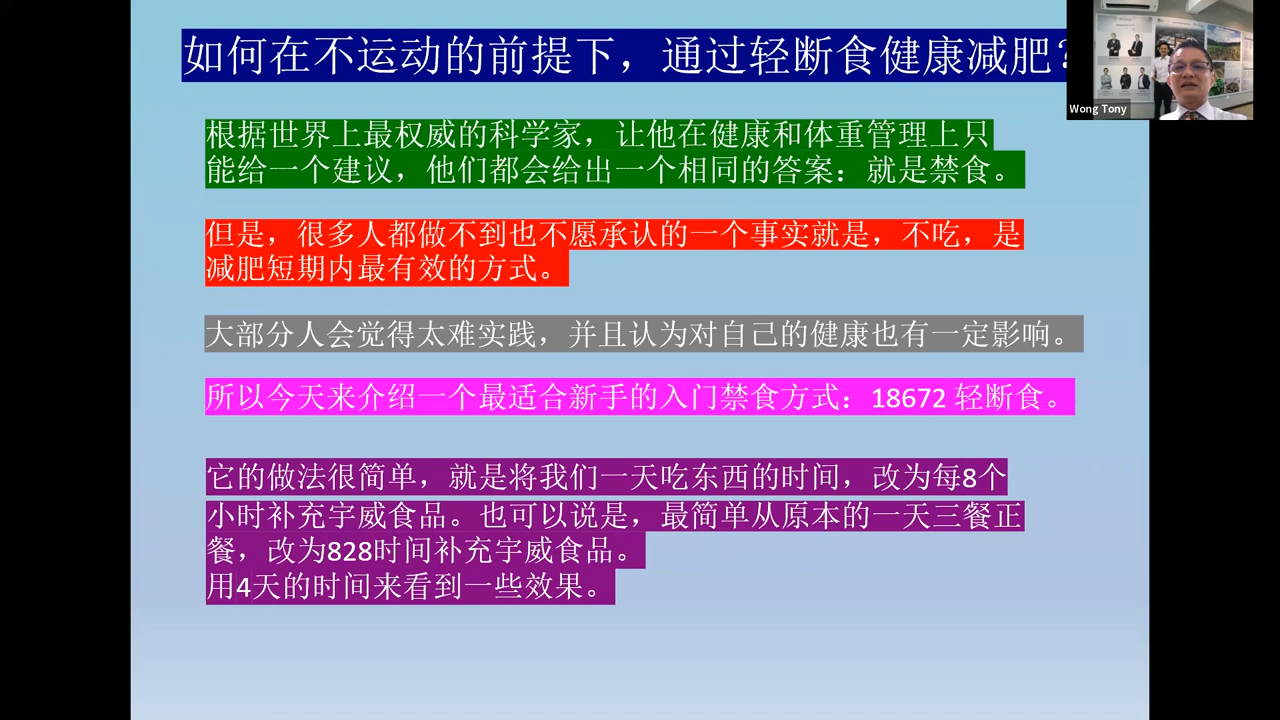 如何在不运动的前提下，通过轻断食健康减肥?
Wong Tony
根据世界上最权威的科学家，让他在健康和体重管理上只
能给一个建议，他们都会给出一个相同的答案：就是禁食。
但是，很多人都做不到也不愿承认的一个事实就是，不吃，是
减肥短期内最有效的方式。
大部分人会觉得太难实践，并且认为对自己的健康也有一定影响。
所以今天来介绍一个最适合新手的入门禁食方式：18672 轻断食。
它的做法很简单，就是将我们一天吃东西的时间，改为每8个
小时补充宇威食品。也可以说是，最简单从原本的一天三餐正
餐，改为828时间补充宇威食品。
用4天的时间来看到一些效果。